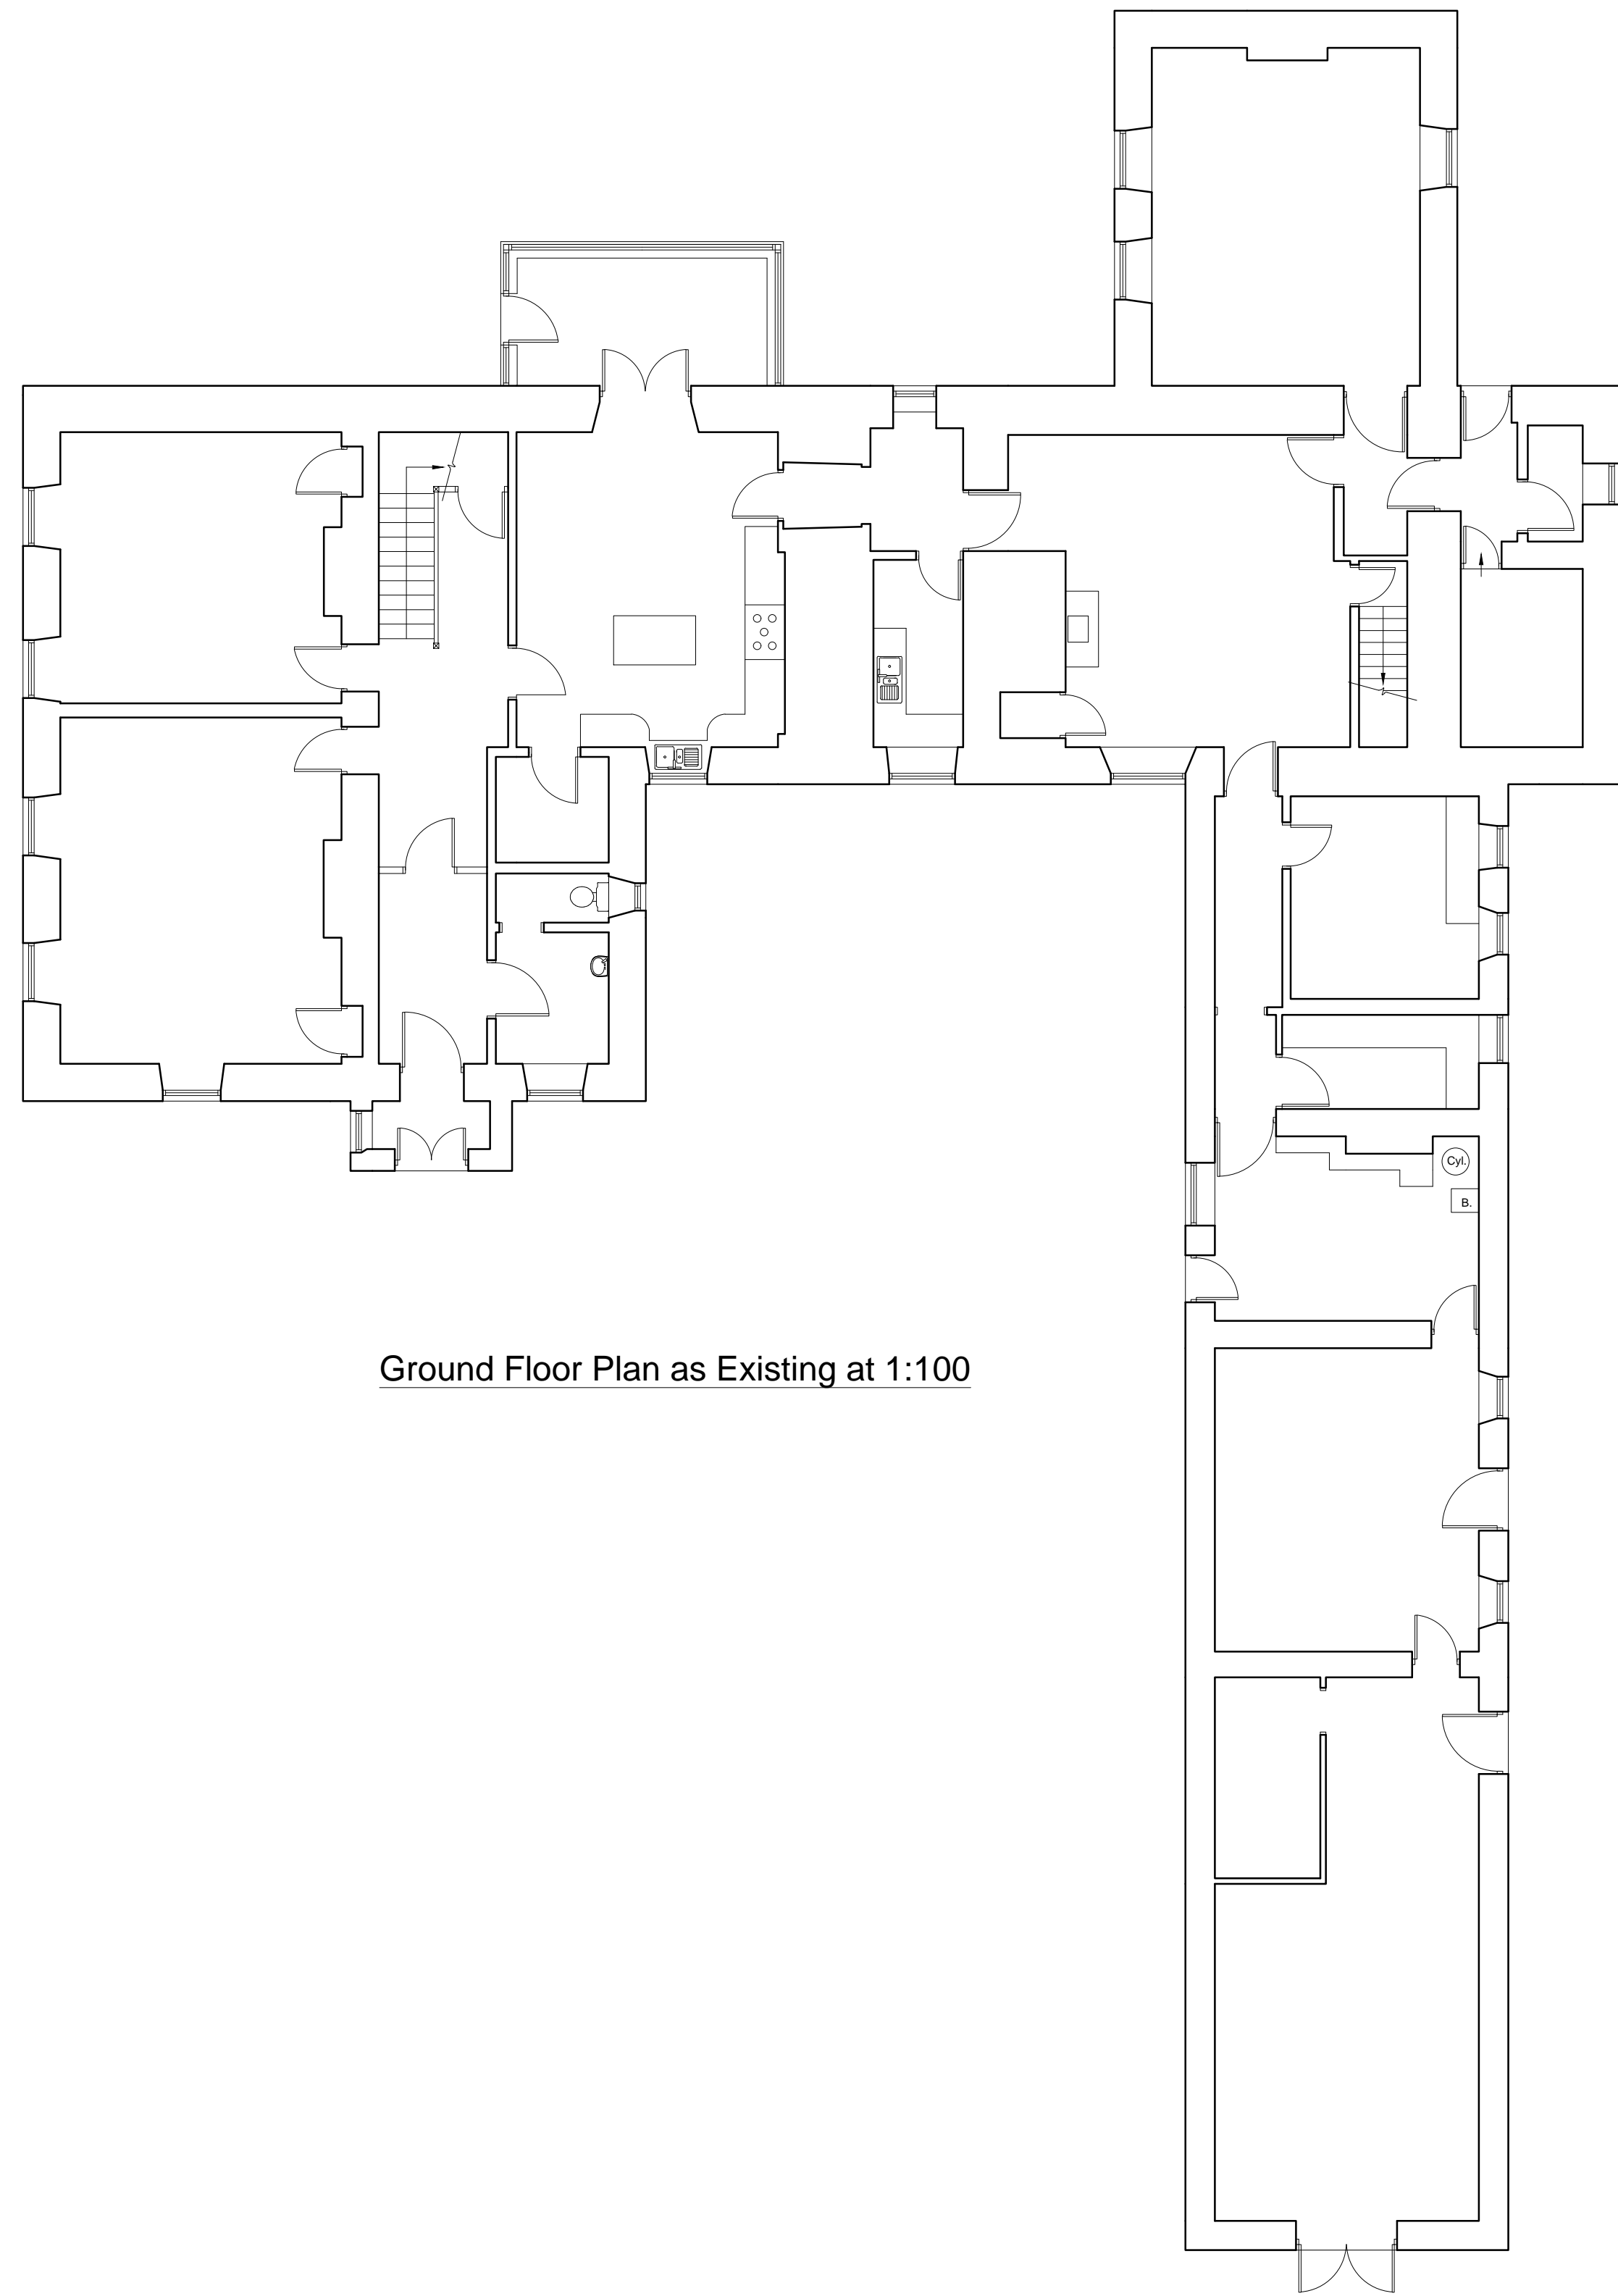 Cyl.
B.
Ground Floor Plan as Existing at 1:100